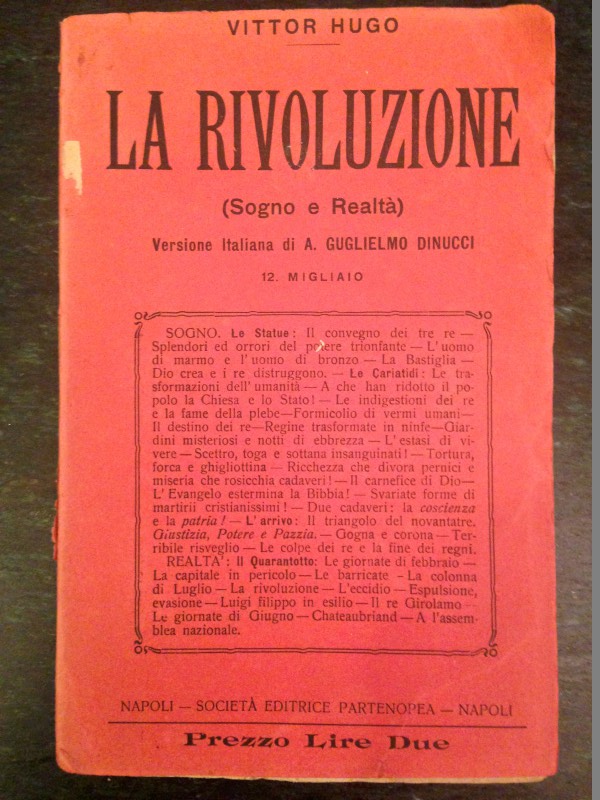 VITTOR HUGO
LA RIVOLUZIONE
(Sogno e Realtà)
Versione Italiana di A. GUGLIELMO DINUCCI
12. MIGLIAIO
SOGNO. Le Statue: Il convegno dei tre re —
Splendori ed orrori del potere trionfante — L'uomo
di marmo e l'uomo di bronzo — La Bastiglia —
Dio crea e i re distruggono. — Le Cariatidi: Le tra-
sformazioni dell'umanità — A che han ridotto il po-
polo la Chiesa e lo Stato! — Le indigestioni dei re
e la fame della plebe—Formicolio di vermi umani—
Il destino dei re—Regine trasformate in ninfe—Giar-
dini misteriosi e notti di ebbrezza — L'estasi di vi-
vere — Scettro, toga e sottana insanguinati! — Tortura,
forca e ghigliottina — Ricchezza che divora pernici e
miseria che rosicchia cadaveri! — Il carnefice di Dio—
L'Evangelo estermina la Bibbia! — Svariate forme di
martirii cristianissimi! — Due cadaveri: la coscienza
e la patria! — L'arrivo: Il triangolo del novantatre.
Giustizia, Potere e Pazzia. — Gogna e corona — Ter-
ribile risveglio — Le colpe dei re e la fine dei regni.
REALTA': Il Quarantotto: Le giornate di febbraio —
La capitale in pericolo — Le barricate - La colonna
di Luglio — La rivoluzione — L'eccidio — Espulsione,
evasione — Luigi filippo in esilio — Il re Girolamo —
Le giornate di Giugno — Chateaubriand — A l'assem-
blea nazionale.
NAPOLI — SOCIETÀ EDITRICE PARTENOPEA — NAPOLI
Prezzo Lire Due